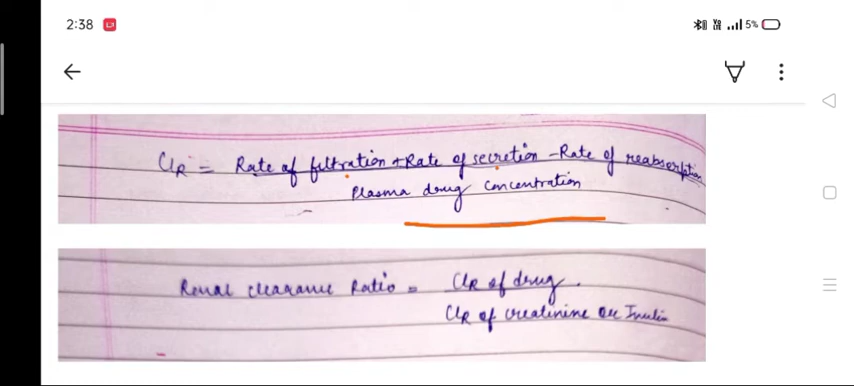 2:38
5%
ClR = Rate of filtration + Rate of secretion - Rate of reabsorption
Plasma drug concentration
Renal clearance Ratio = ClR of drug.
ClR of creatinine or Inulin